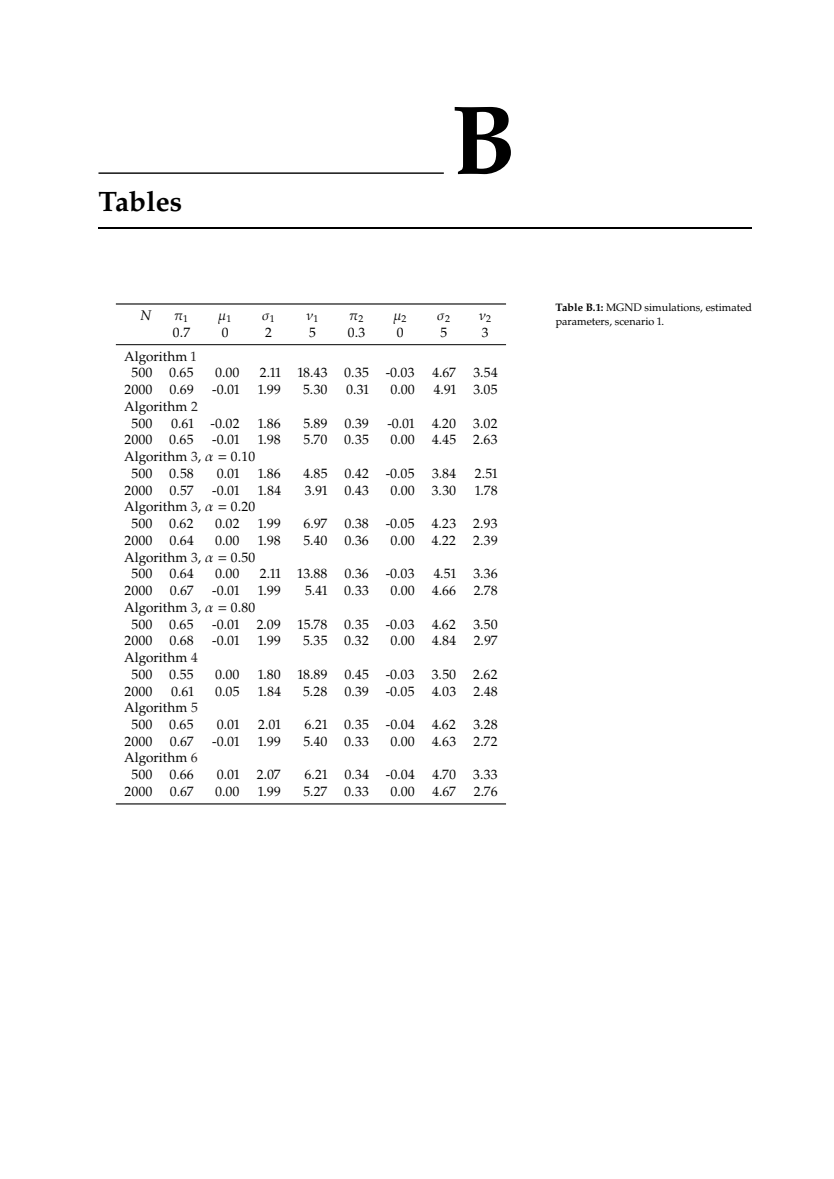 B
Tables
N π1 μ1 σ1 ν1 π2 μ2 σ2 ν2
0.7 0 2 5 0.3 0 5 3
Algorithm 1
500 0.65 0.00 2.11 18.43 0.35 -0.03 4.67 3.54
2000 0.69 -0.01 1.99 5.30 0.31 0.00 4.91 3.05
Algorithm 2
500 0.61 -0.02 1.86 5.89 0.39 -0.01 4.20 3.02
2000 0.65 -0.01 1.98 5.70 0.35 0.00 4.45 2.63
Algorithm 3, α = 0.10
500 0.58 0.01 1.86 4.85 0.42 -0.05 3.84 2.51
2000 0.57 -0.01 1.84 3.91 0.43 0.00 3.30 1.78
Algorithm 3, α = 0.20
500 0.62 0.02 1.99 6.97 0.38 -0.05 4.23 2.93
2000 0.64 0.00 1.98 5.40 0.36 0.00 4.22 2.39
Algorithm 3, α = 0.50
500 0.64 0.00 2.11 13.88 0.36 -0.03 4.51 3.36
2000 0.67 -0.01 1.99 5.41 0.33 0.00 4.66 2.78
Algorithm 3, α = 0.80
500 0.65 -0.01 2.09 15.78 0.35 -0.03 4.62 3.50
2000 0.68 -0.01 1.99 5.35 0.32 0.00 4.84 2.97
Algorithm 4
500 0.55 0.00 1.80 18.89 0.45 -0.03 3.50 2.62
2000 0.61 0.05 1.84 5.28 0.39 -0.05 4.03 2.48
Algorithm 5
500 0.65 0.01 2.01 6.21 0.35 -0.04 4.62 3.28
2000 0.67 -0.01 1.99 5.40 0.33 0.00 4.63 2.72
Algorithm 6
500 0.66 0.01 2.07 6.21 0.34 -0.04 4.70 3.33
2000 0.67 0.00 1.99 5.27 0.33 0.00 4.67 2.76
Table B.1: MGND simulations, estimated
parameters, scenario 1.